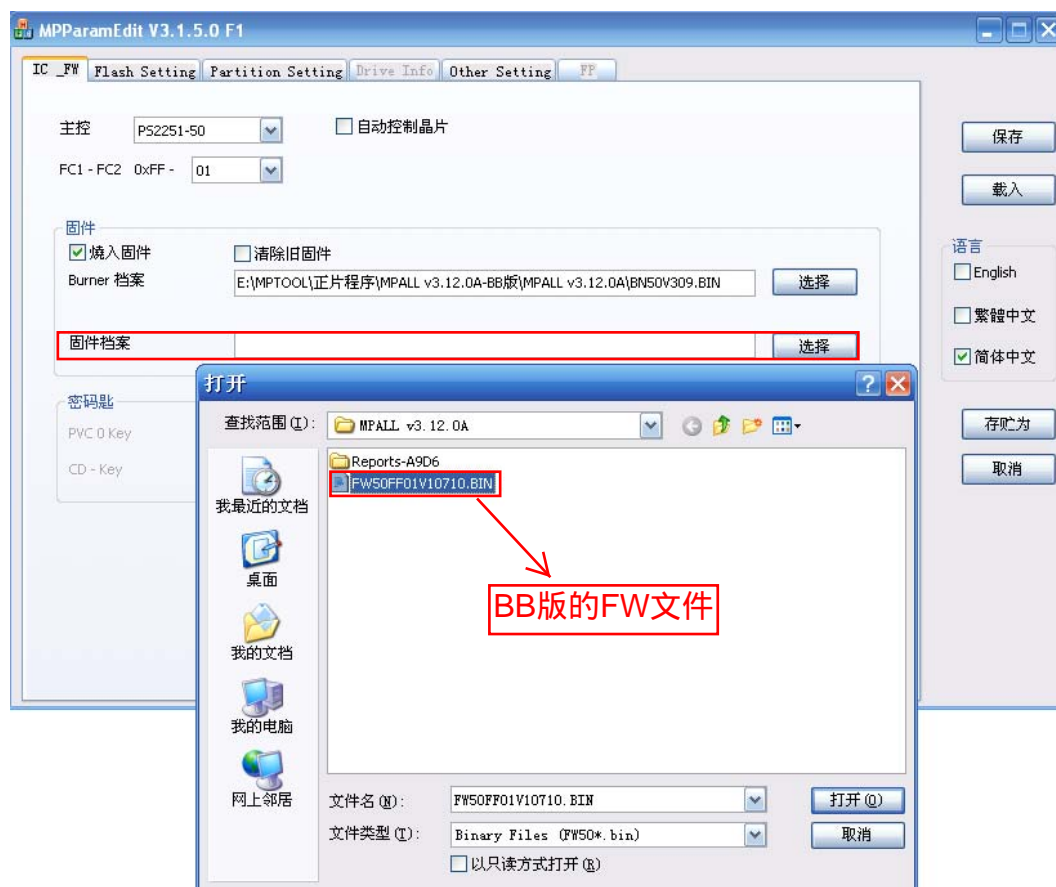 MPParamEdit V3.1.5.0 F1
IC _FW Flash Setting Partition Setting Drive Info Other Setting FP
主控 PS2251-50 自动控制晶片
FC1 - FC2 0xFF - 01
固件
燒入固件 清除旧固件
Burner 档案 E:\MPTOOL\正片程序\MPALL v3.12.0A-BB版\MPALL v3.12.0A\BN50V309.BIN 选择
固件档案 选择
密码匙
PVC 0 Key
CD - Key
保存
载入
语言
English
繁體中文
简体中文
存贮为
取消
打开
查找范围(I): MPALL v3.12.0A
Reports-A9D6
FW50FF01V10710.BIN
我最近的文档
桌面
我的文档
我的电脑
网上邻居
BB版的FW文件
文件名(N): FW50FF01V10710.BIN 打开(O)
文件类型(T): Binary Files (FW50*.bin) 取消
以只读方式打开(R)